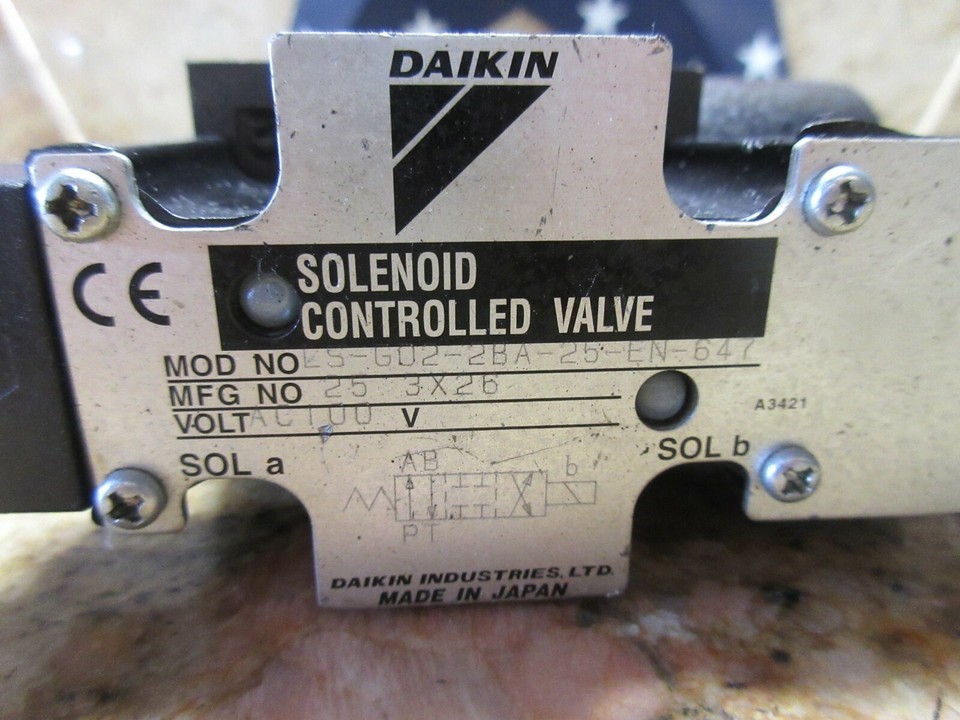 DAIKIN
CE
SOLENOID
CONTROLLED VALVE
MOD NO LS-G02-2BA-25-EN-647
MFG NO 25 3X26
VOLT AC100 V
A3421
SOL a
SOL b
AB
b
PT
DAIKIN INDUSTRIES, LTD.
MADE IN JAPAN